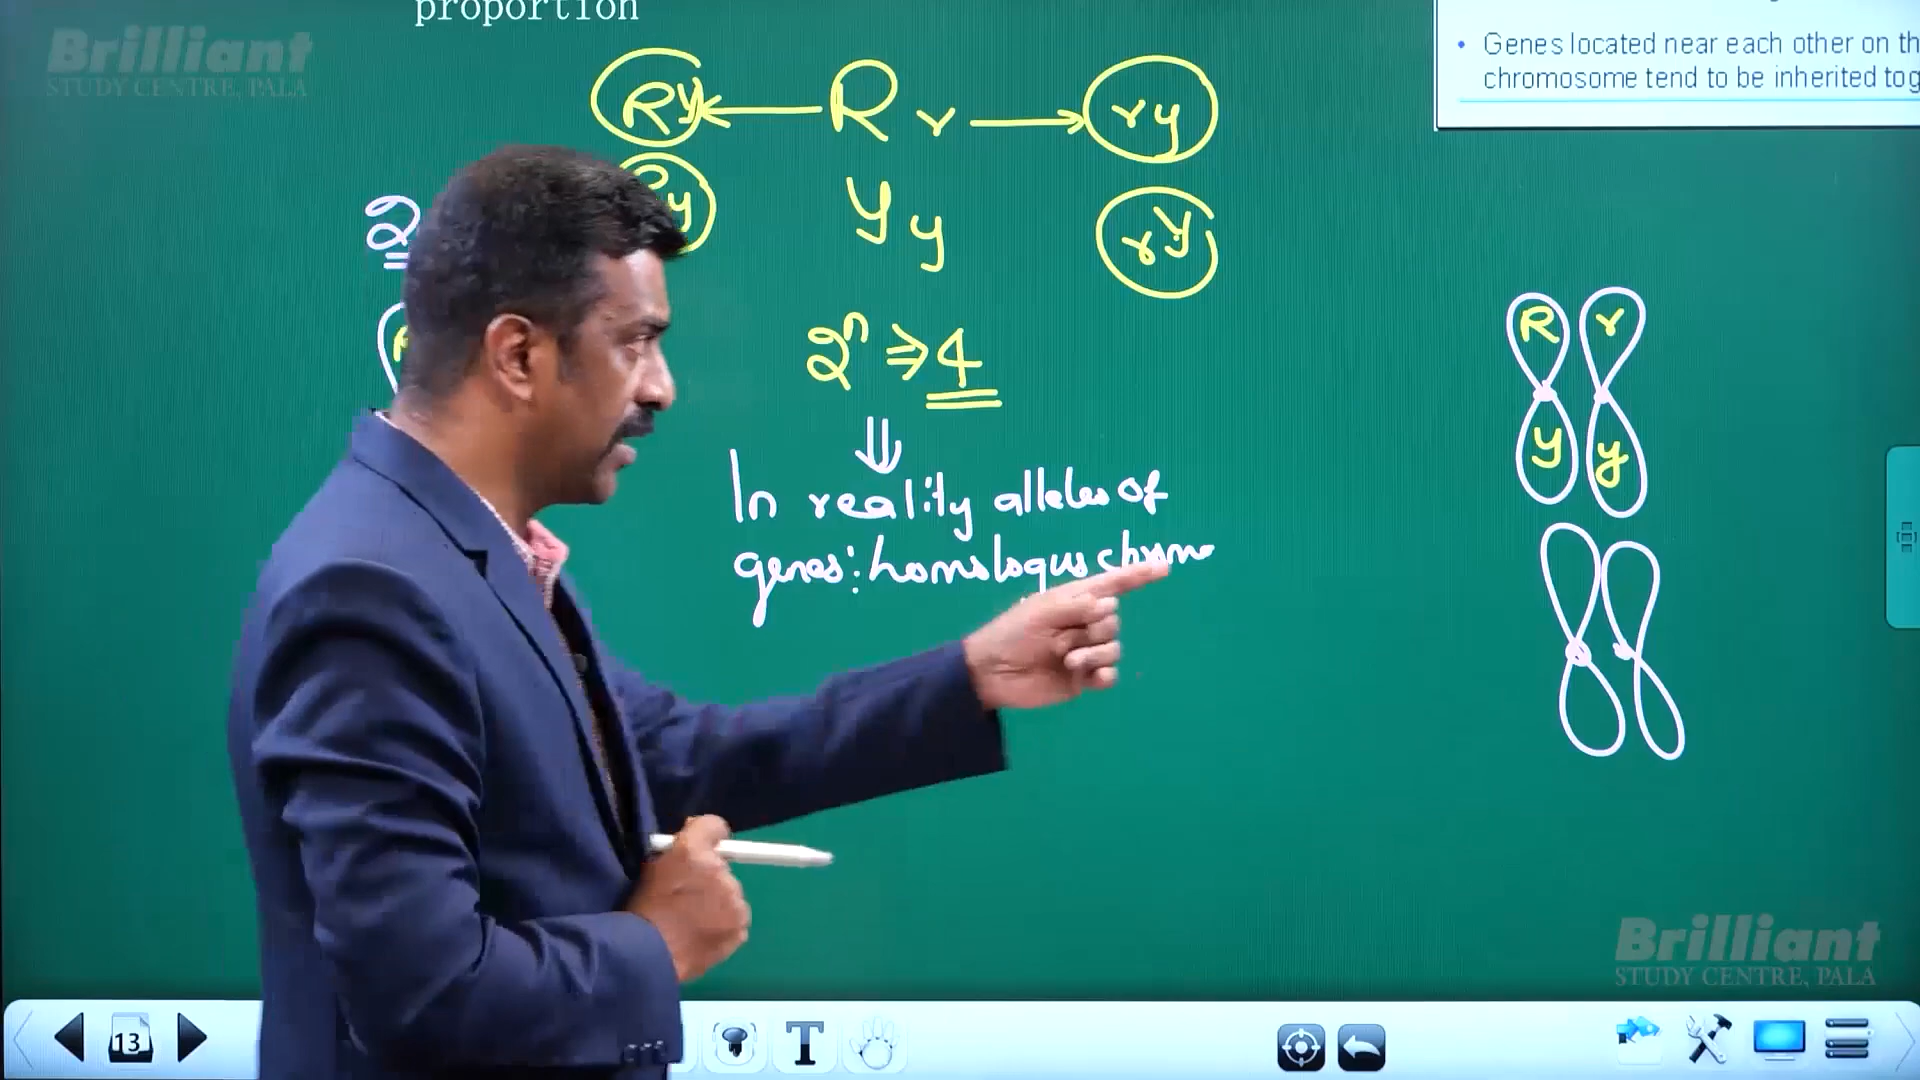 proportion
Brilliant
STUDY CENTRE, PALA
• Genes located near each other on th
chromosome tend to be inherited tog
Ry ← R r → ry
y Y y rY
2
2ⁿ ⇒ 4
⇓
In reality alleles of
genes: homologus chromo
R r
Y y
Brilliant
STUDY CENTRE, PALA
13
T